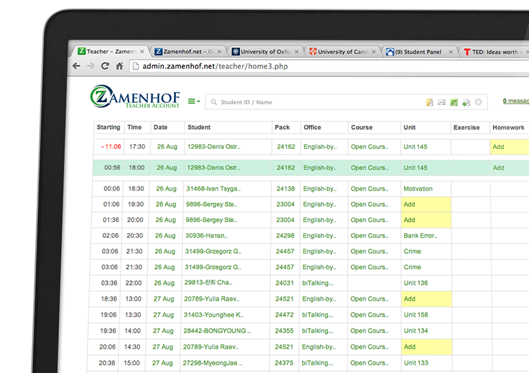 Teacher - Zamen
Zamenhof.net -
University of Oxf
University of Cam
(9) Student Panel
TED: Ideas worth
admin.zamenhof.net/teacher/home3.php
ZAMENHOF
TEACHER ACCOUNT
Student ID / Name
0 messag
Starting Time Date Student Pack Office Course Unit Exercise Homework
- 11:06 17:30 26 Aug 12983-Denis Ostr.. 24162 English-by.. Open Cours.. Unit 145 Add
00:56 18:00 26 Aug 12983-Denis Ostr.. 24162 English-by.. Open Cours.. Unit 145 Add
00:06 18:30 26 Aug 31468-Ivan Tsyga.. 24138 English-by.. Open Cours.. Motivation
01:06 19:30 26 Aug 9896-Sergey Ste.. 23004 English-by.. Open Cours.. Add
01:36 20:00 26 Aug 9896-Sergey Ste.. 23004 English-by.. Open Cours.. Add
02:06 20:30 26 Aug 30936-Натал.. 24298 English-by.. Open Cours.. Bank Error..
03:06 21:30 26 Aug 31499-Grzegorz G.. 24457 English-by.. Open Cours.. Crime
03:06 21:30 26 Aug 31499-Grzegorz G.. 24457 English-by.. Open Cours.. Crime
03:36 22:00 26 Aug 29813-진희 Cha.. 24031 biTalking... Open Cours.. Unit 136
18:36 13:00 27 Aug 20789-Yulia Raev.. 24521 English-by.. Open Cours.. Add
19:06 13:30 27 Aug 31403-Younghee K.. 24472 biTalking... Open Cours.. Unit 158
19:36 14:00 27 Aug 28442-BONGYOUNG .. 24355 biTalking... Open Cours.. Unit 134
20:06 14:30 27 Aug 20789-Yulia Raev.. 24521 English-by.. Open Cours.. Add
20:36 15:00 27 Aug 27298-MyeongJae .. 24375 biTalking... Open Cours.. Unit 133